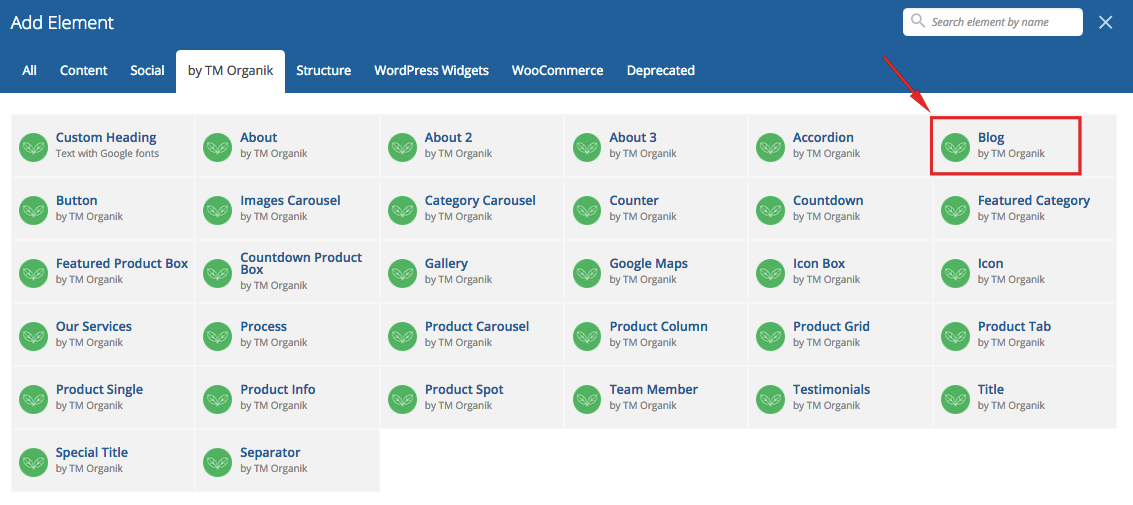 Add Element
Search element by name
All Content Social by TM Organik Structure WordPress Widgets WooCommerce Deprecated
Custom Heading
Text with Google fonts
About
by TM Organik
About 2
by TM Organik
About 3
by TM Organik
Accordion
by TM Organik
Blog
by TM Organik
Button
by TM Organik
Images Carousel
by TM Organik
Category Carousel
by TM Organik
Counter
by TM Organik
Countdown
by TM Organik
Featured Category
by TM Organik
Featured Product Box
by TM Organik
Countdown Product
Box
by TM Organik
Gallery
by TM Organik
Google Maps
by TM Organik
Icon Box
by TM Organik
Icon
by TM Organik
Our Services
by TM Organik
Process
by TM Organik
Product Carousel
by TM Organik
Product Column
by TM Organik
Product Grid
by TM Organik
Product Tab
by TM Organik
Product Single
by TM Organik
Product Info
by TM Organik
Product Spot
by TM Organik
Team Member
by TM Organik
Testimonials
by TM Organik
Title
by TM Organik
Special Title
by TM Organik
Separator
by TM Organik